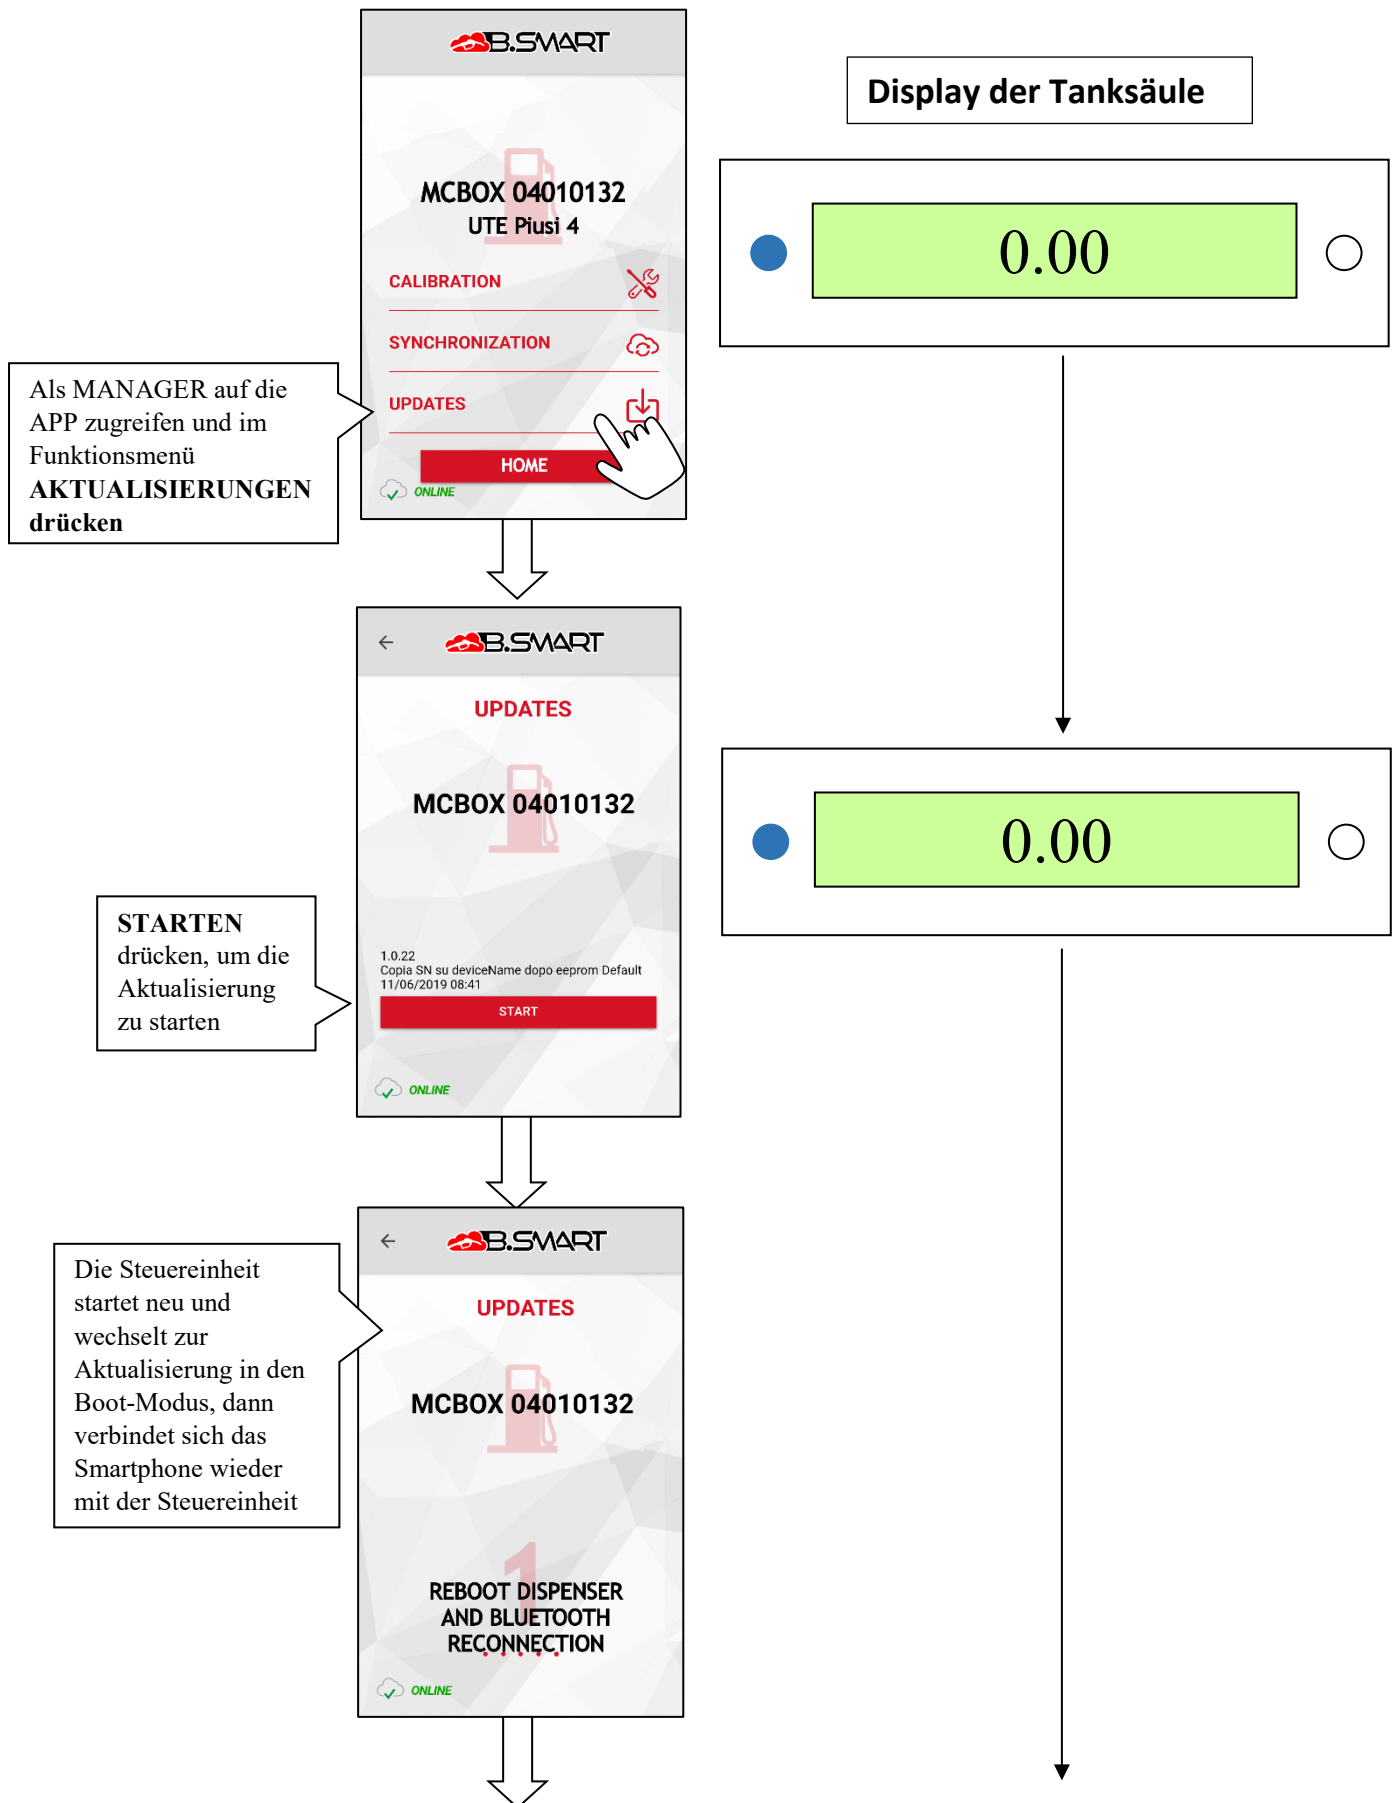 B.SMART
Display der Tanksäule
MCBOX 04010132
UTE Piusi 4
0.00
CALIBRATION
SYNCHRONIZATION
UPDATES
HOME
ONLINE
Als MANAGER auf die
APP zugreifen und im
Funktionsmenü
AKTUALISIERUNGEN
drücken
B.SMART
UPDATES
MCBOX 04010132
0.00
STARTEN
drücken, um die
Aktualisierung
zu starten
1.0.22
Copia SN su deviceName dopo eeprom Default
11/06/2019 08:41
START
ONLINE
B.SMART
Die Steuereinheit
startet neu und
wechselt zur
Aktualisierung in den
Boot-Modus, dann
verbindet sich das
Smartphone wieder
mit der Steuereinheit
UPDATES
MCBOX 04010132
1
REBOOT DISPENSER
AND BLUETOOTH
RECONNECTION
ONLINE